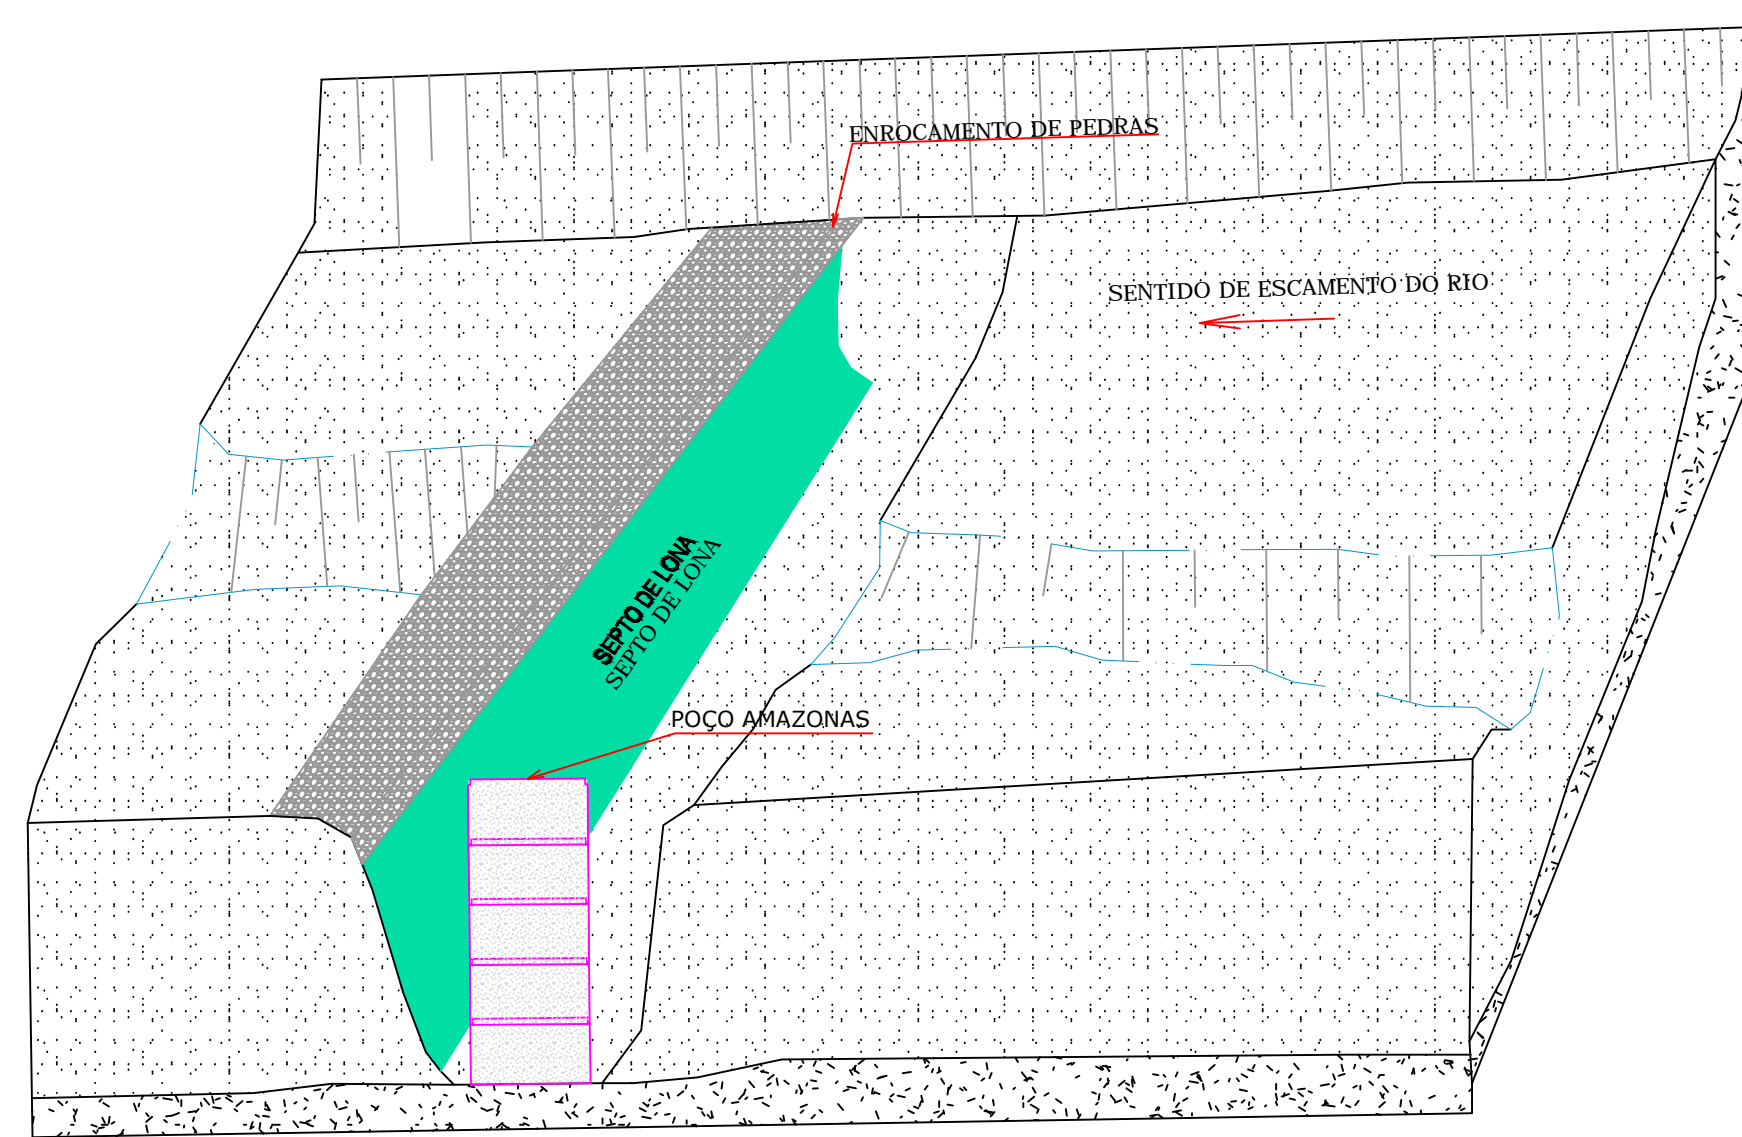 ENROCAMENTO DE PEDRAS
SENTIDO DE ESCAMENTO DO RIO
SEPTO DE LONA
SEPTO DE LONA
POÇO AMAZONAS